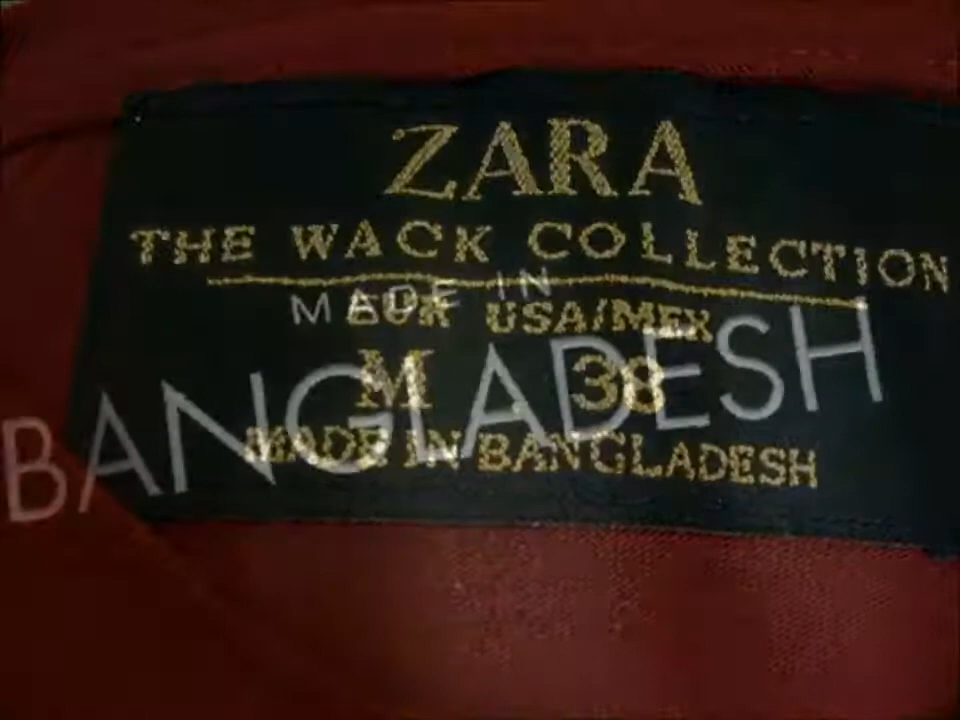 ZARA
THE WACK COLLECTION
EUR USA/MEX
M 38
MADE IN BANGLADESH
MADE IN
BANGLADESH